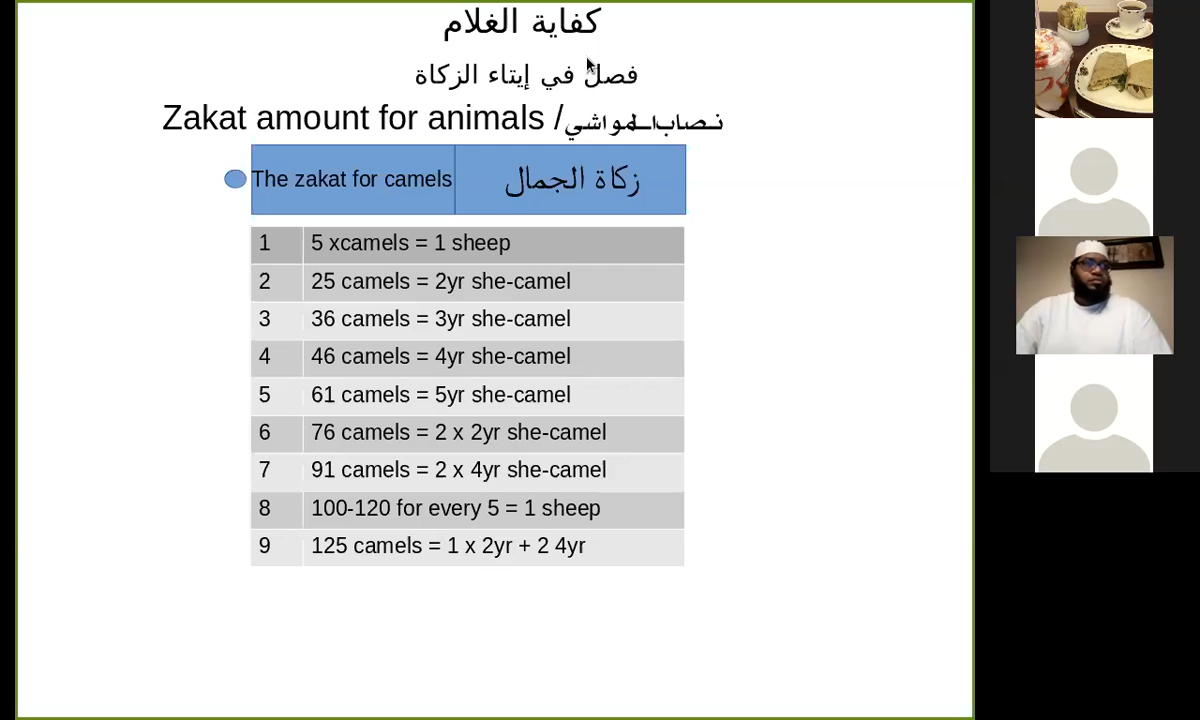 كفاية الغلام
فصل في إيتاء الزكاة
Zakat amount for animals /نصاب المواشي
The zakat for camels
زكاة الجمال
1 5 xcamels = 1 sheep
2 25 camels = 2yr she-camel
3 36 camels = 3yr she-camel
4 46 camels = 4yr she-camel
5 61 camels = 5yr she-camel
6 76 camels = 2 x 2yr she-camel
7 91 camels = 2 x 4yr she-camel
8 100-120 for every 5 = 1 sheep
9 125 camels = 1 x 2yr + 2 4yr